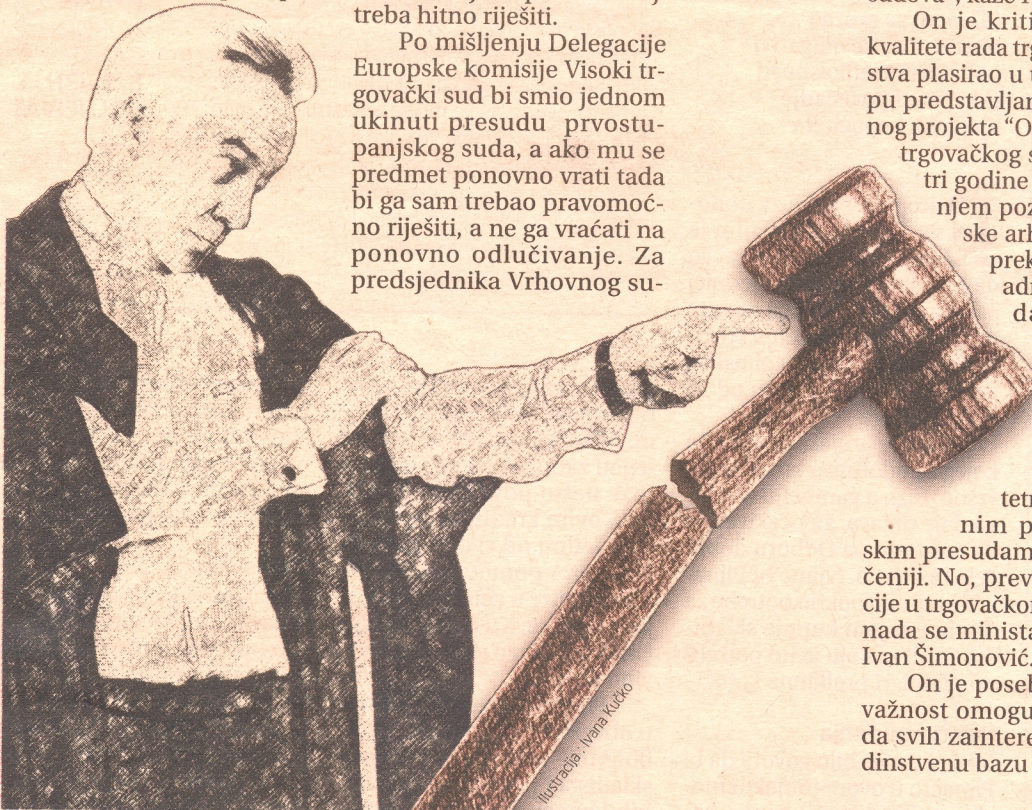 treba hitno riješiti.
Po mišljenju Delegacije
Europske komisije Visoki tr-
govački sud bi smio jednom
ukinuti presudu prvostu-
panjskog suda, a ako mu se
predmet ponovno vrati tada
bi ga sam trebao pravomoć-
no riješiti, a ne ga vraćati na
ponovno odlučivanje. Za
predsjednika Vrhovnog su-
Ilustracija: Ivana Kučko
On je kriti
kvalitete rada trg
stva plasirao u
pu predstavljan
nog projekta “O
trgovačkog s
tri godine
njem poz
ske arh
prek
adr
da
tetr
nim p
skim presudam
čeniji. No, prev
cije u trgovačko
nada se minista
Ivan Šimonović.
On je poseb
važnost omogu
da svih zaintere
dinstvenu bazu